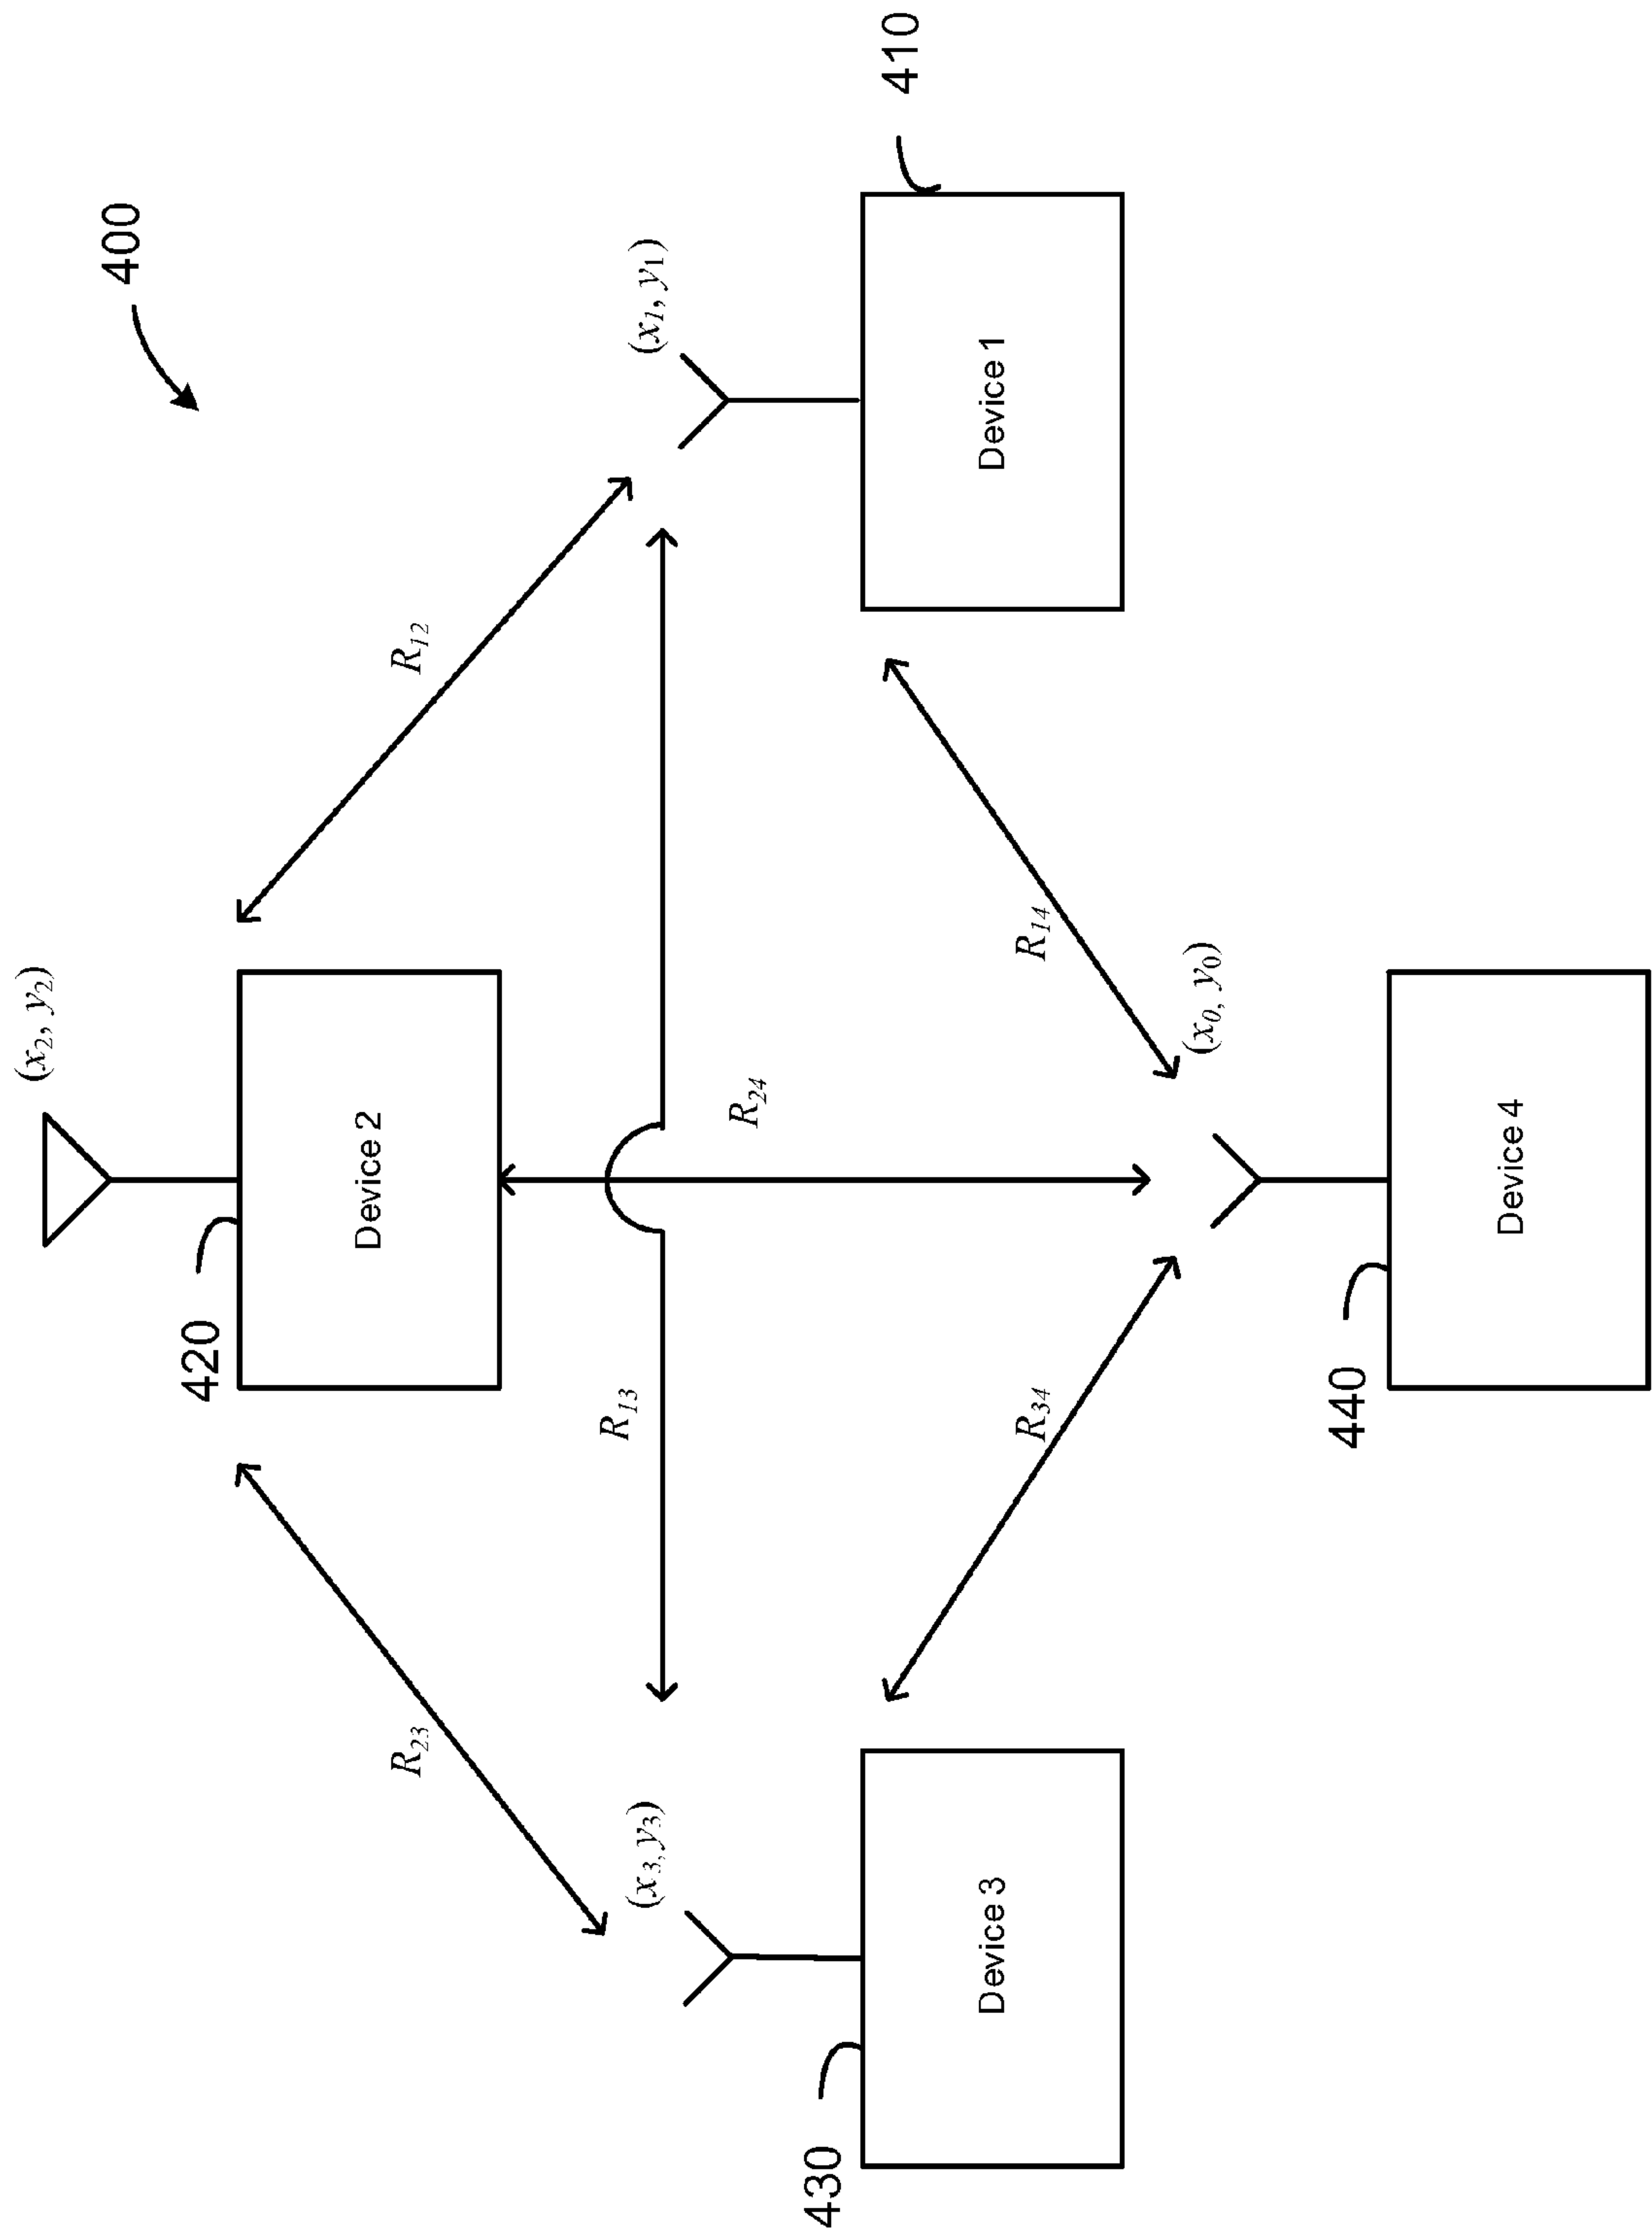 400
(x2, y2)
420
Device 2
R23
R12
(x3, y3)
(x1, y1)
R13
R24
430
Device 3
410
Device 1
R34
R14
(x0, y0)
440
Device 4